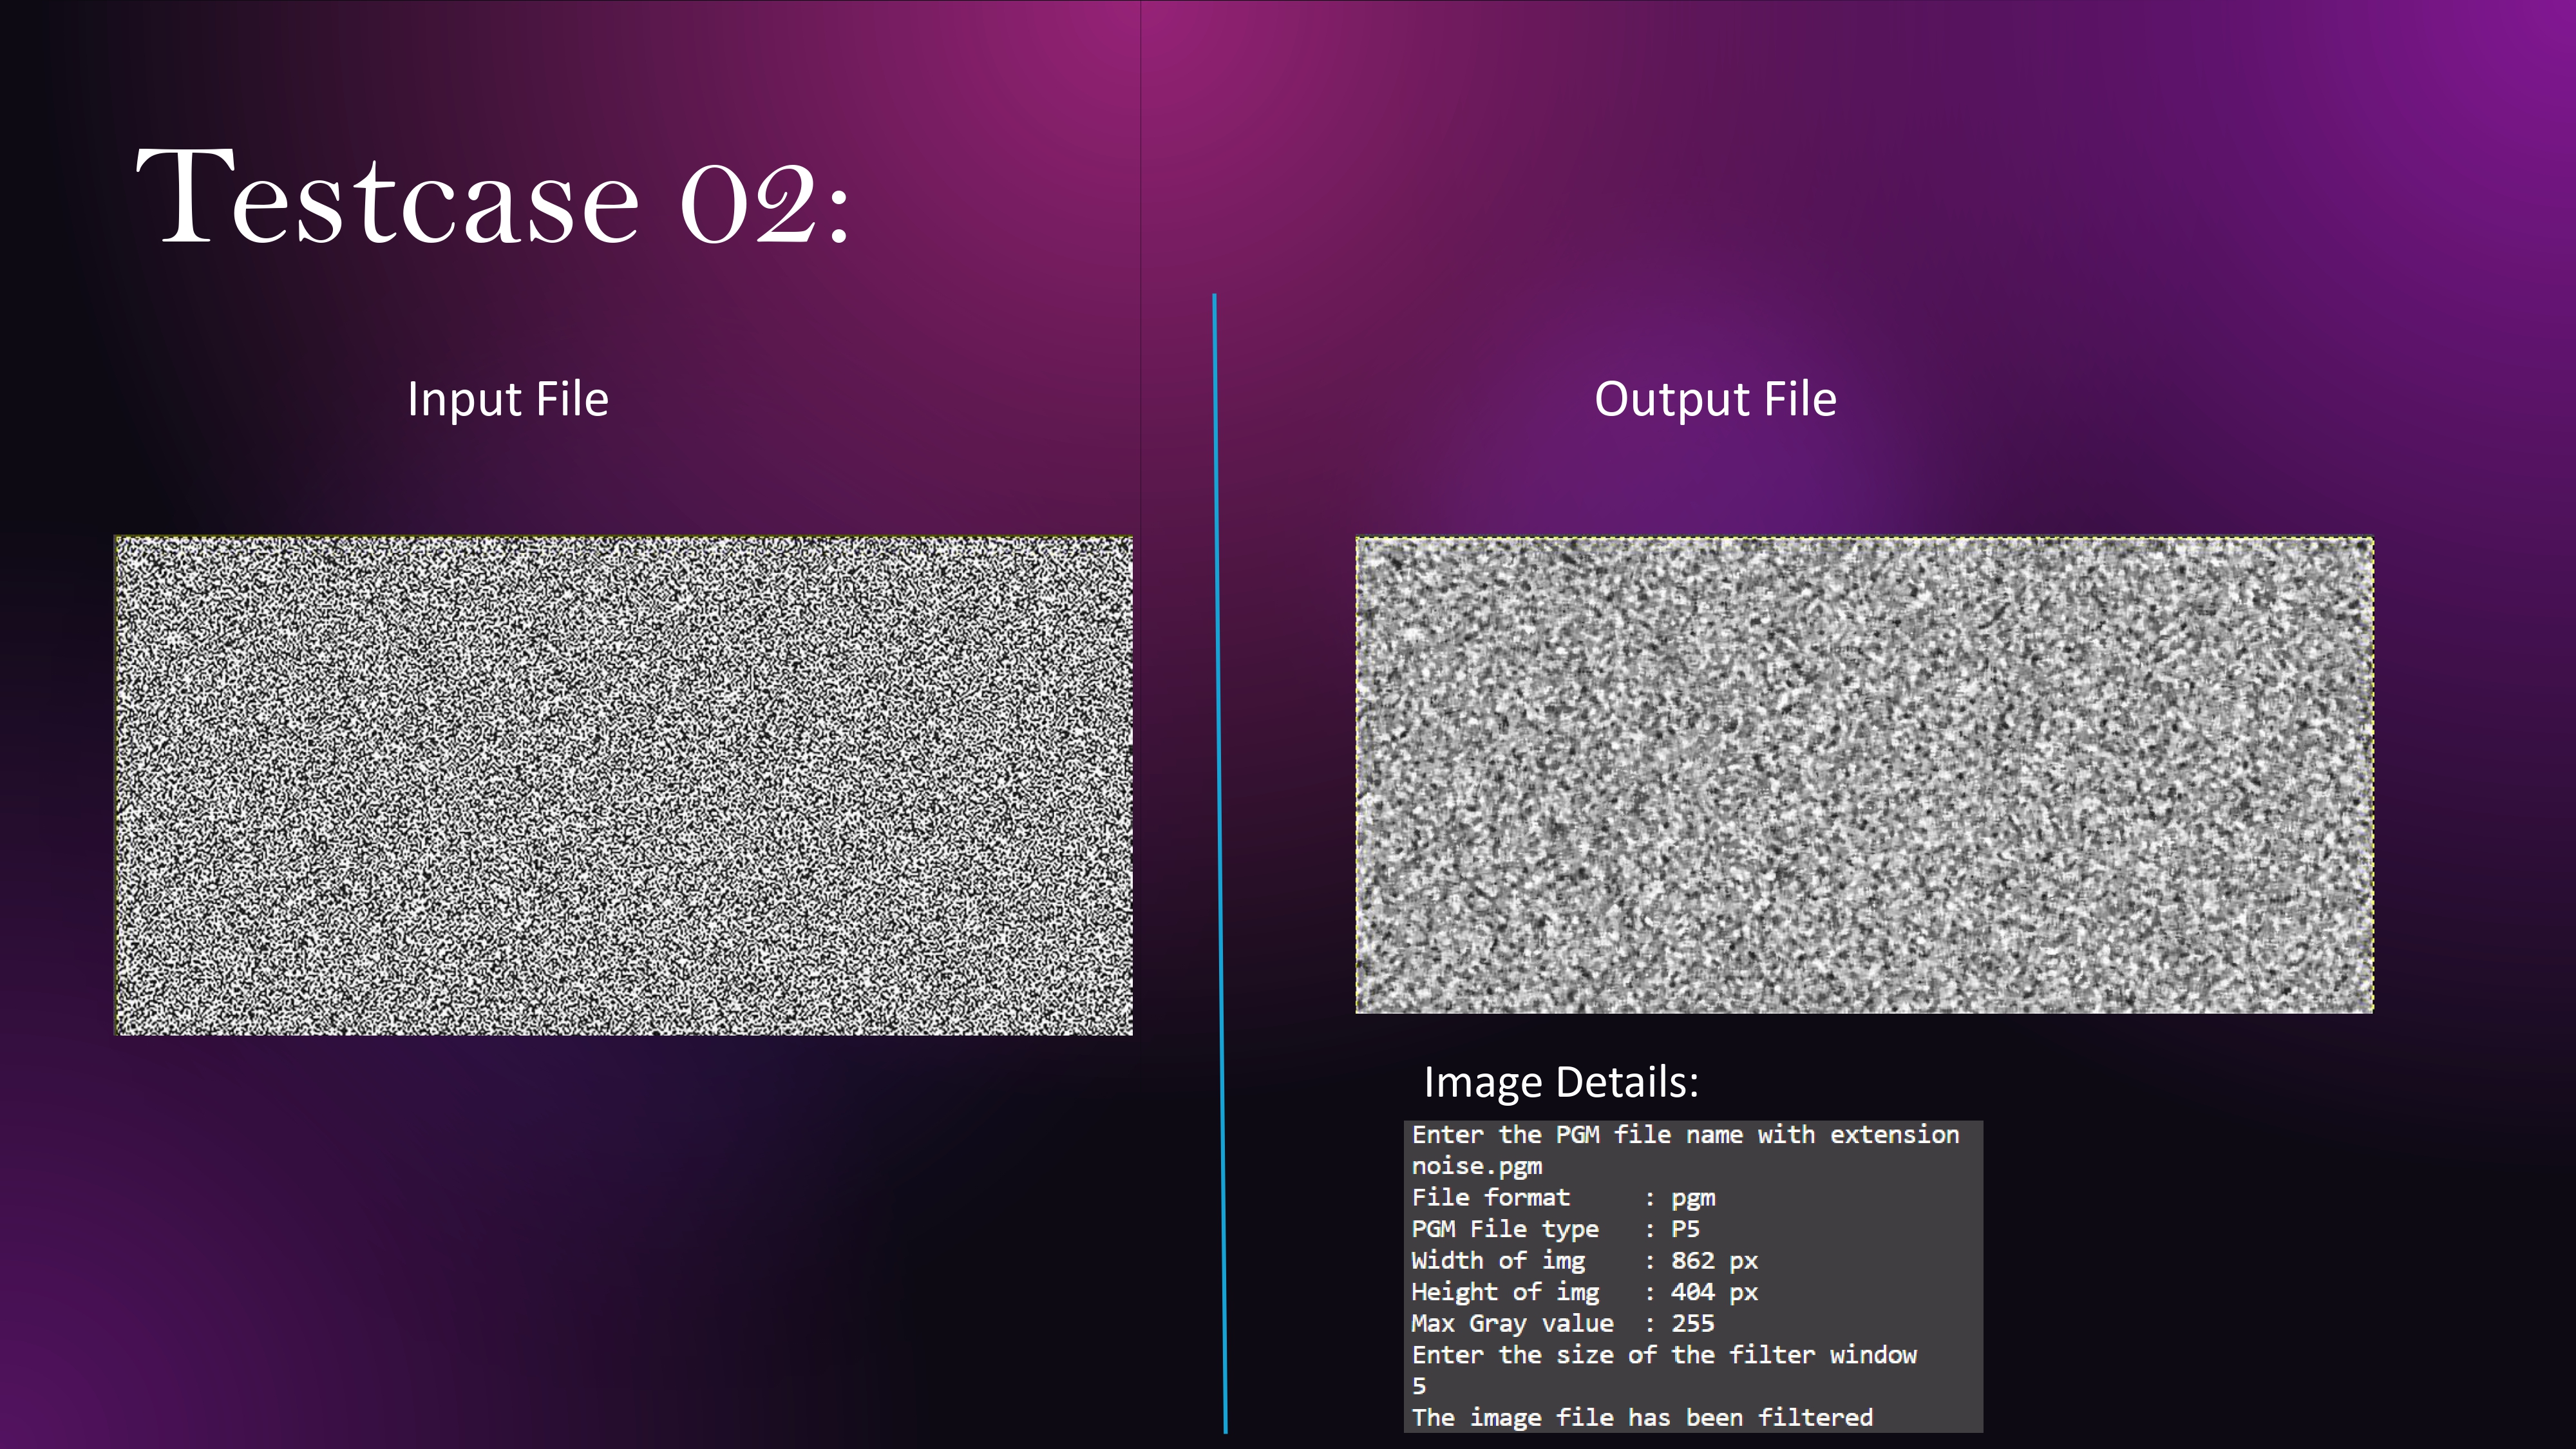 Testcase 02:
Input File
Output File
Image Details:
Enter the PGM file name with extension
noise.pgm
File format     : pgm
PGM File type   : P5
Width of img    : 862 px
Height of img   : 404 px
Max Gray value  : 255
Enter the size of the filter window
5
The image file has been filtered